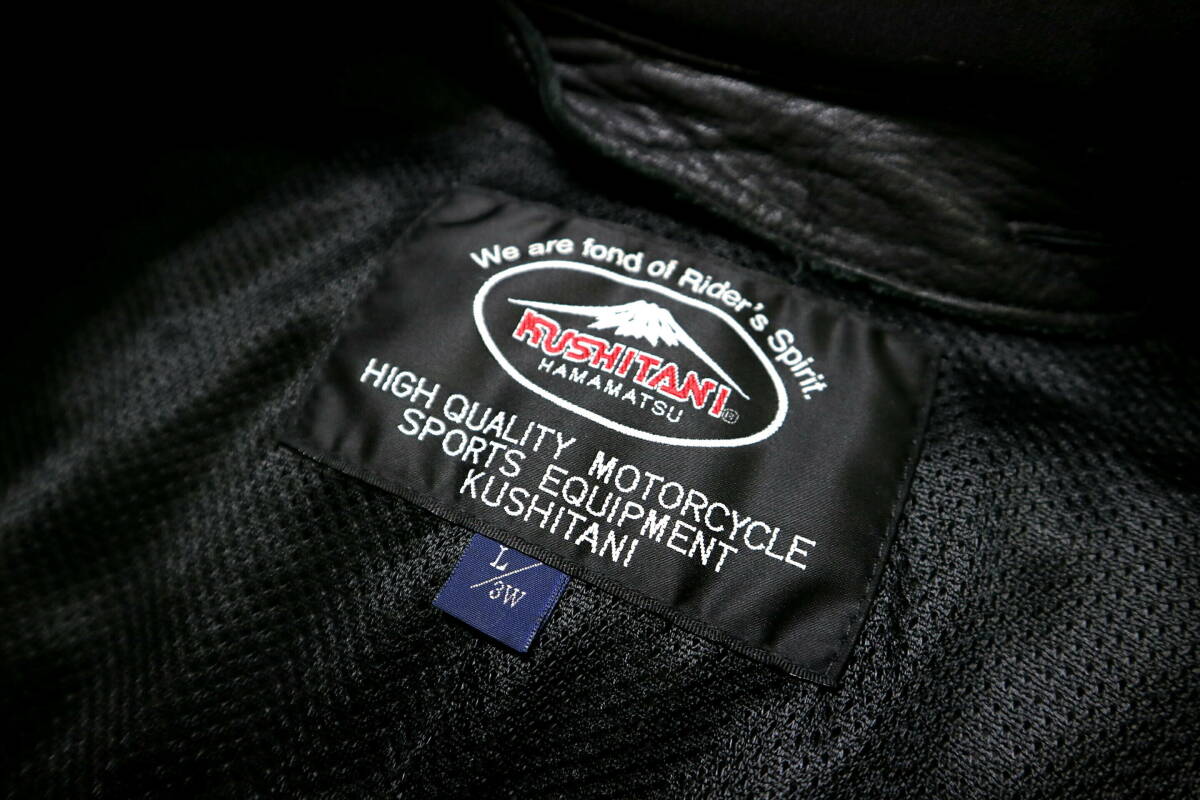 We are fond of Rider's Spirit.
KUSHITANI®
HAMAMATSU
HIGH QUALITY MOTORCYCLE
SPORTS EQUIPMENT
KUSHITANI
L/
3W